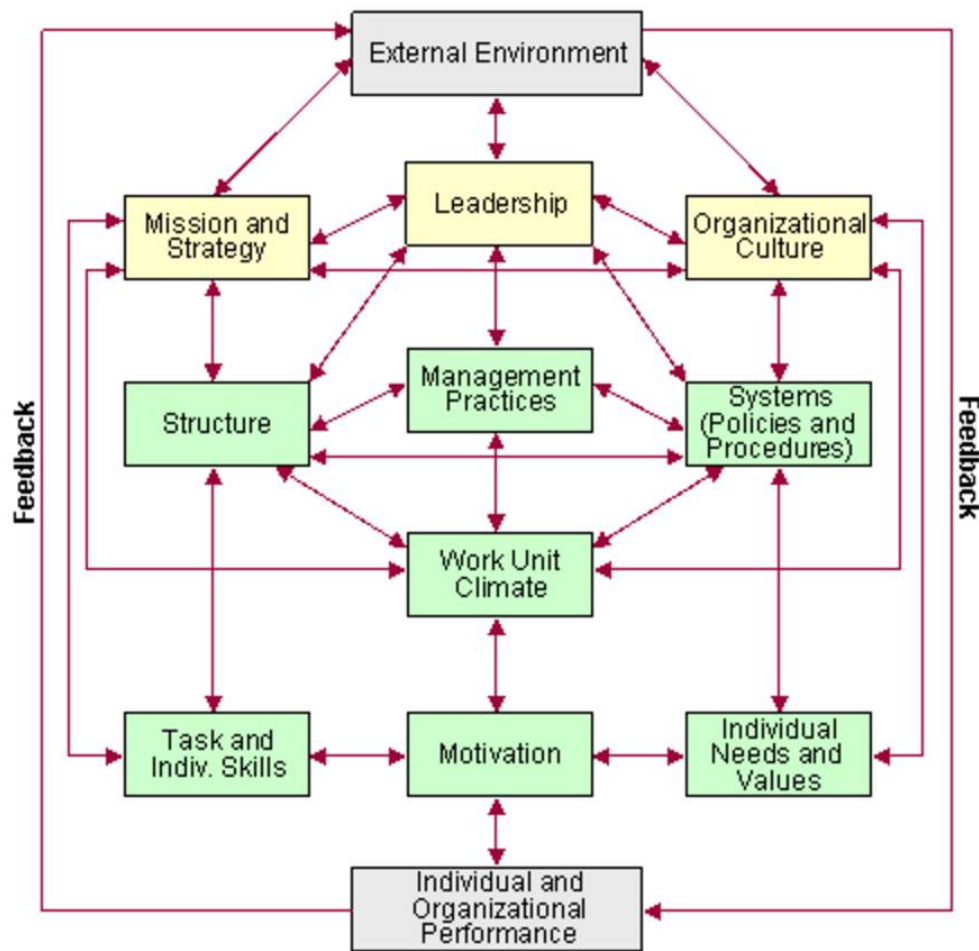 External Environment
Leadership
Mission and
Strategy
Organizational
Culture
Management
Practices
Structure
Systems
(Policies and
Procedures)
Feedback
Feedback
Work Unit
Climate
Task and
Indiv. Skills
Motivation
Individual
Needs and
Values
Individual and
Organizational
Performance